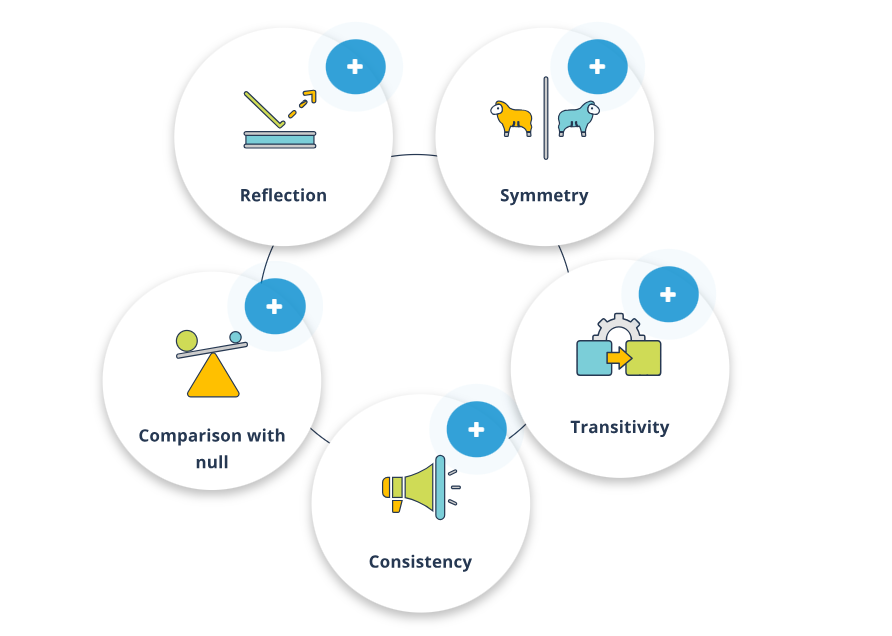 Reflection
Symmetry
Comparison with
null
Transitivity
Consistency